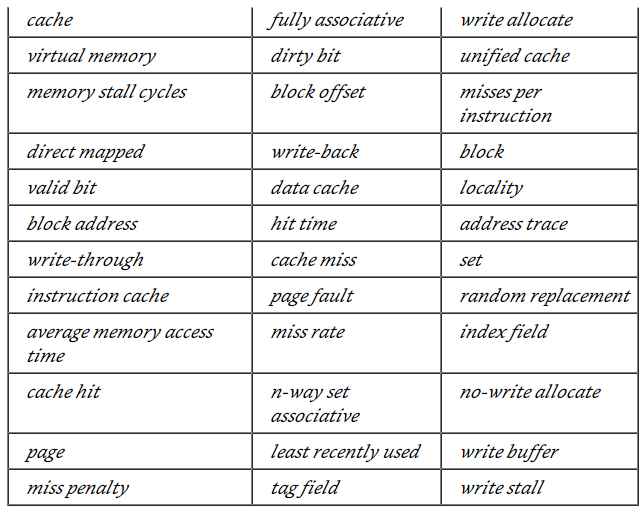 cache fully associative write allocate
virtual memory dirty bit unified cache
memory stall cycles block offset misses per
instruction
direct mapped write-back block
valid bit data cache locality
block address hit time address trace
write-through cache miss set
instruction cache page fault random replacement
average memory access miss rate index field
time
cache hit n-way set no-write allocate
associative
page least recently used write buffer
miss penalty tag field write stall